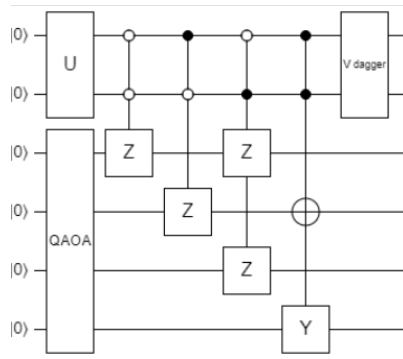 |0⟩
U
V dagger
|0⟩
|0⟩ Z Z
|0⟩ Z
QAOA
|0⟩ Z
|0⟩ Y